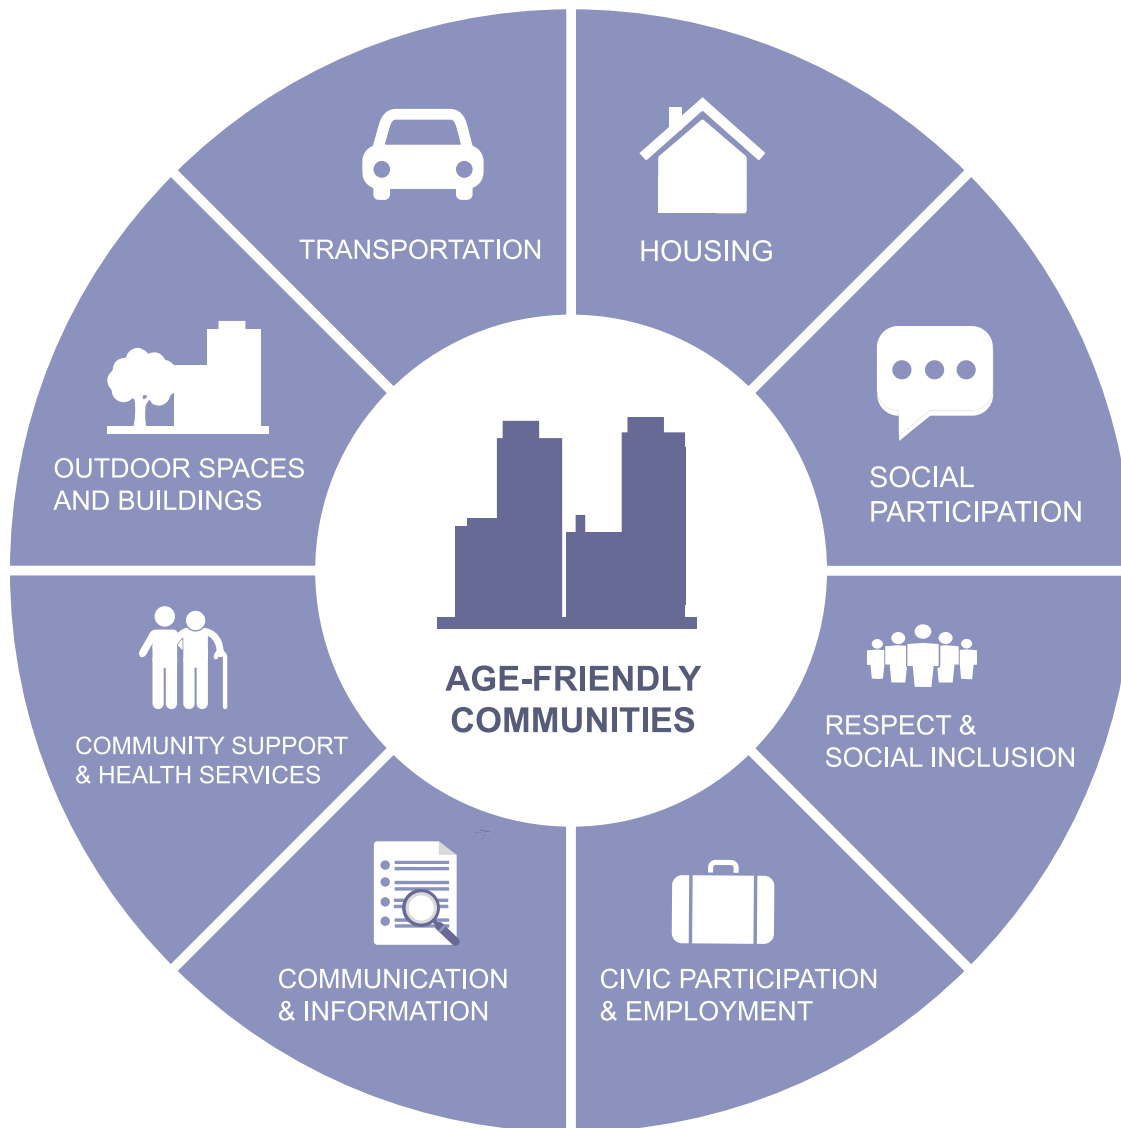 TRANSPORTATION
HOUSING
SOCIAL
PARTICIPATION
RESPECT &
SOCIAL INCLUSION
CIVIC PARTICIPATION
& EMPLOYMENT
COMMUNICATION
& INFORMATION
COMMUNITY SUPPORT
& HEALTH SERVICES
OUTDOOR SPACES
AND BUILDINGS
AGE-FRIENDLY
COMMUNITIES